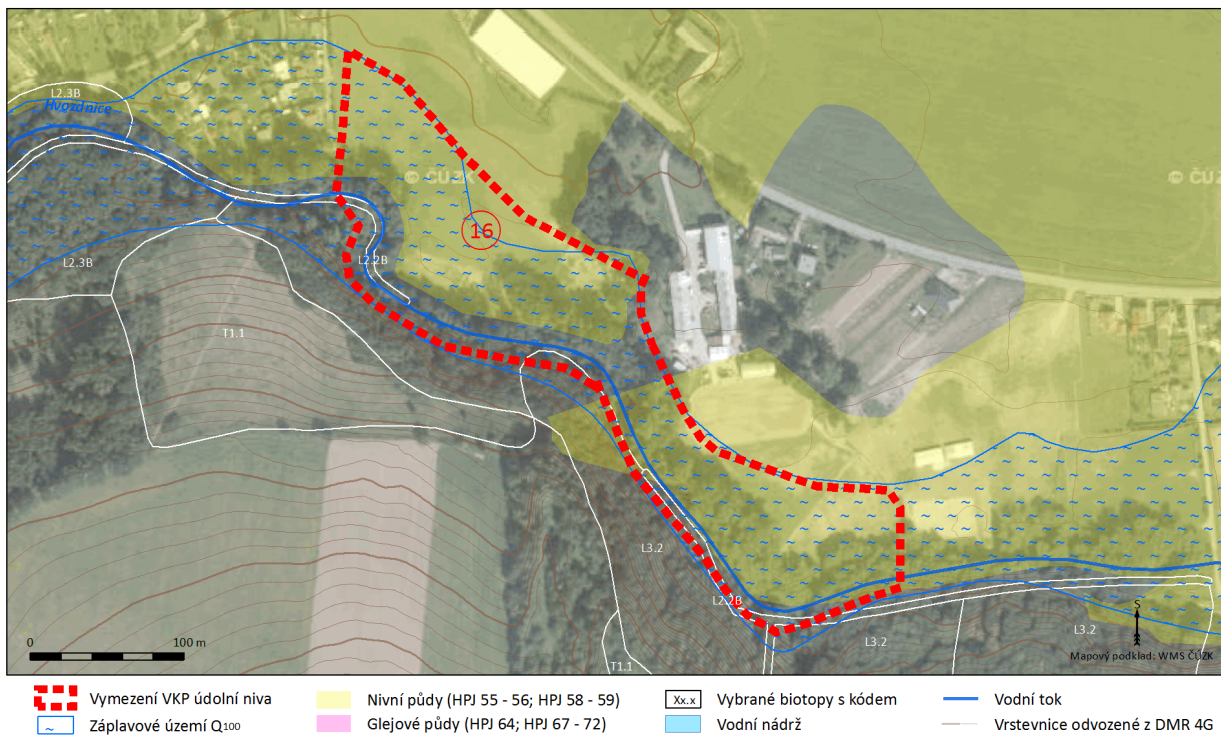 L2.3B
Hvozdnice
© ČÚZK
© ČÚZK
16
L2.3B
L2.2B
T1.1
L3.2
L2.2B
L3.2
L3.2
T1.1
S
0 100 m
Mapový podklad: WMS ČÚZK
Vymezení VKP údolní niva
Nivní půdy (HPJ 55 - 56; HPJ 58 - 59)
Xx.x Vybrané biotopy s kódem
Vodní tok
Záplavové území Q100
Glejové půdy (HPJ 64; HPJ 67 - 72)
Vodní nádrž
Vrstevnice odvozené z DMR 4G